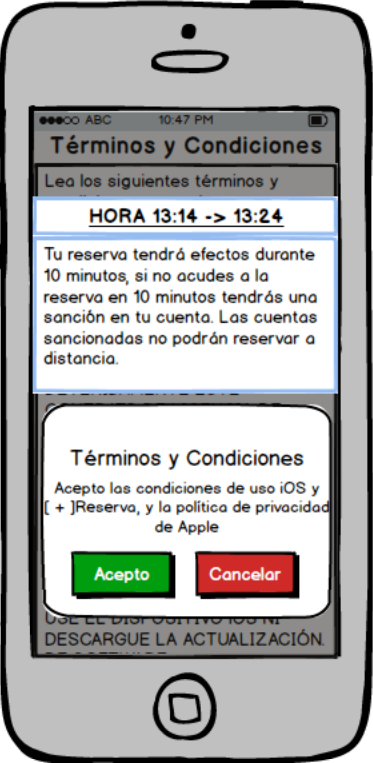 ABC 10:47 PM
Términos y Condiciones
Lea los siguientes términos y
HORA 13:14 -> 13:24
Tu reserva tendrá efectos durante
10 minutos, si no acudes a la
reserva en 10 minutos tendrás una
sanción en tu cuenta. Las cuentas
sancionadas no podrán reservar a
distancia.
Términos y Condiciones
Acepto las condiciones de uso iOS y
[ + ]Reserva, y la política de privacidad
de Apple
Acepto Cancelar
USE EL DISPOSITIVO IOS NI
DESCARGUE LA ACTUALIZACIÓN